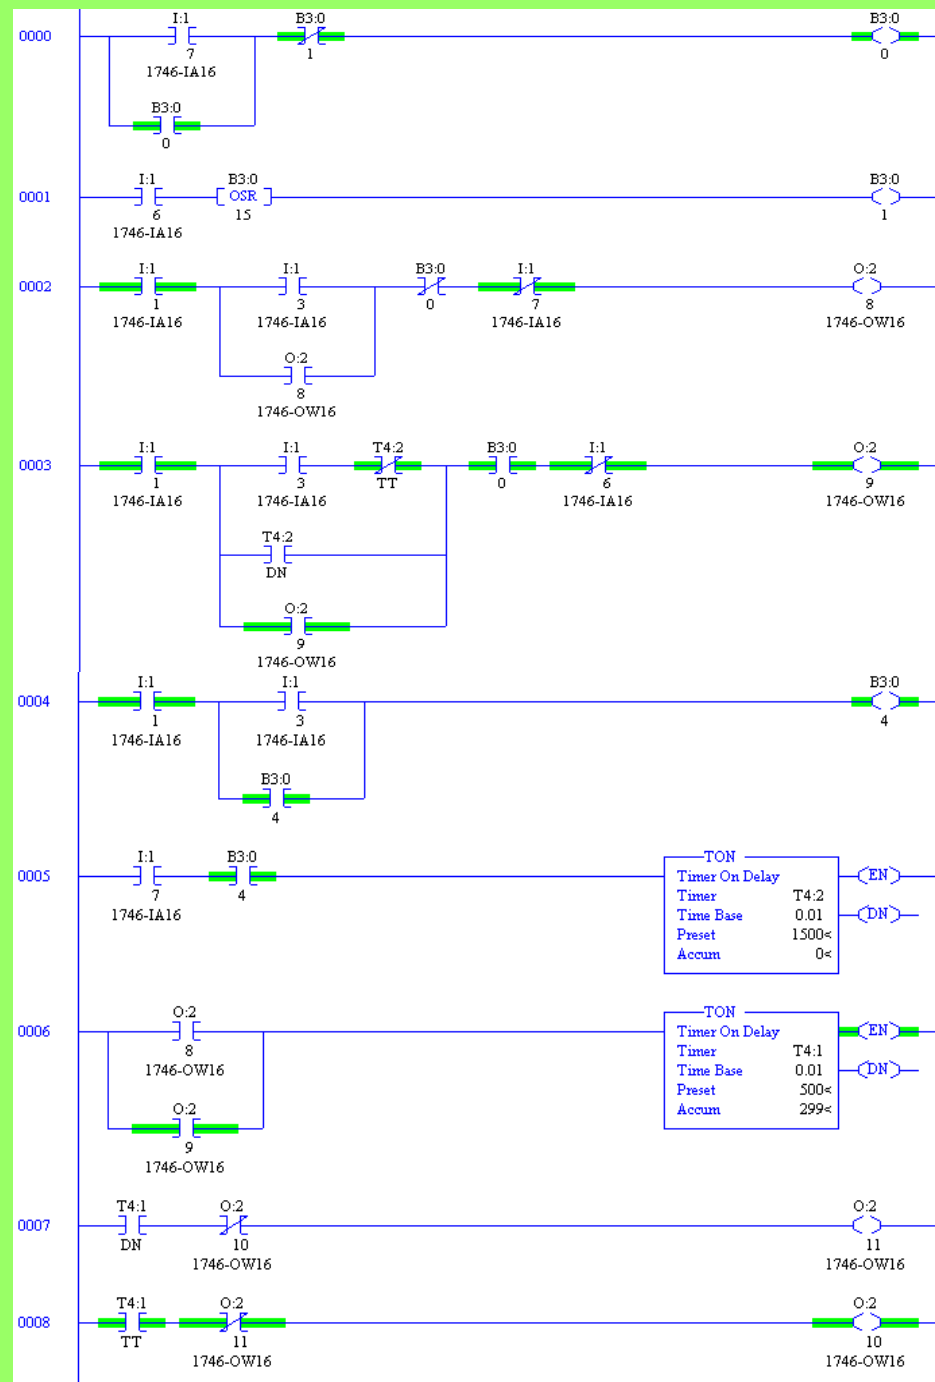 I:1 B3:0 B3:0
0000
7 1 0
1746-IA16
B3:0
0
I:1 B3:0 B3:0
0001 OSR
6 15 1
1746-IA16
I:1 I:1 B3:0 I:1 O:2
0002
1 3 0 7 8
1746-IA16 1746-IA16 1746-IA16 1746-OW16
O:2
8
1746-OW16
I:1 I:1 T4:2 B3:0 I:1 O:2
0003
1 3 TT 0 6 9
1746-IA16 1746-IA16 1746-IA16 1746-OW16
T4:2
DN
O:2
9
1746-OW16
I:1 I:1 B3:0
0004
1 3 4
1746-IA16 1746-IA16
B3:0
4
I:1 B3:0 TON
0005 Timer On Delay EN
7 4 Timer T4:2
1746-IA16 Time Base 0.01 DN
Preset 1500<
Accum 0<
O:2 TON
0006 Timer On Delay EN
8 Timer T4:1
1746-OW16 Time Base 0.01 DN
Preset 500<
O:2 Accum 299<
9
1746-OW16
T4:1 O:2 O:2
0007
DN 10 11
1746-OW16 1746-OW16
T4:1 O:2 O:2
0008
TT 11 10
1746-OW16 1746-OW16